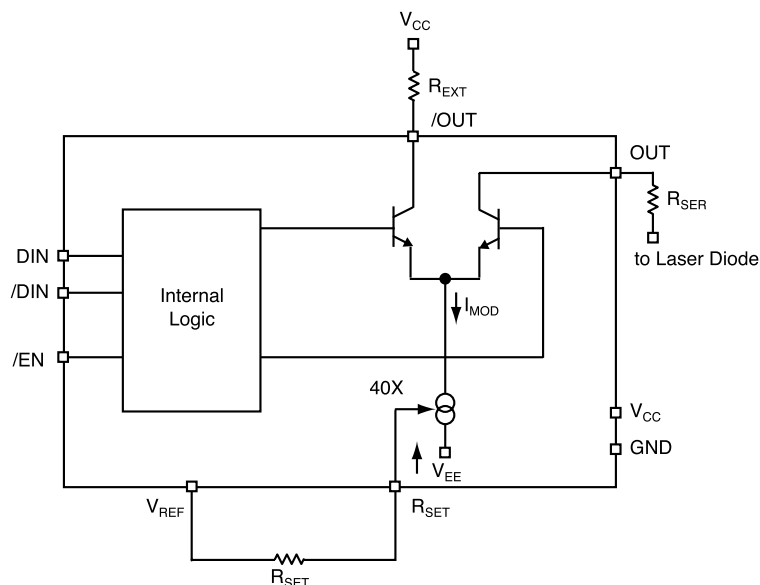 V_CC
R_EXT
/OUT
OUT
R_SER
to Laser Diode
DIN
/DIN
/EN
Internal
Logic
I_MOD
40X
V_CC
GND
V_EE
V_REF
R_SET
R_SET